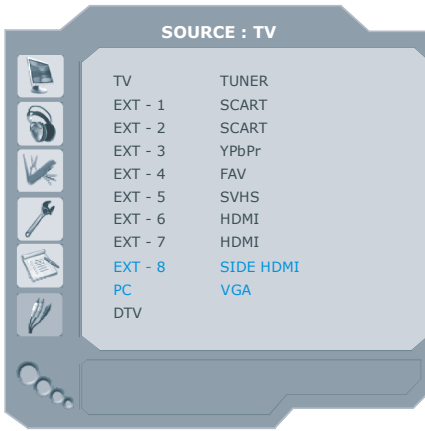 SOURCE : TV
TV TUNER
EXT - 1 SCART
EXT - 2 SCART
EXT - 3 YPbPr
EXT - 4 FAV
EXT - 5 SVHS
EXT - 6 HDMI
EXT - 7 HDMI
EXT - 8 SIDE HDMI
PC VGA
DTV